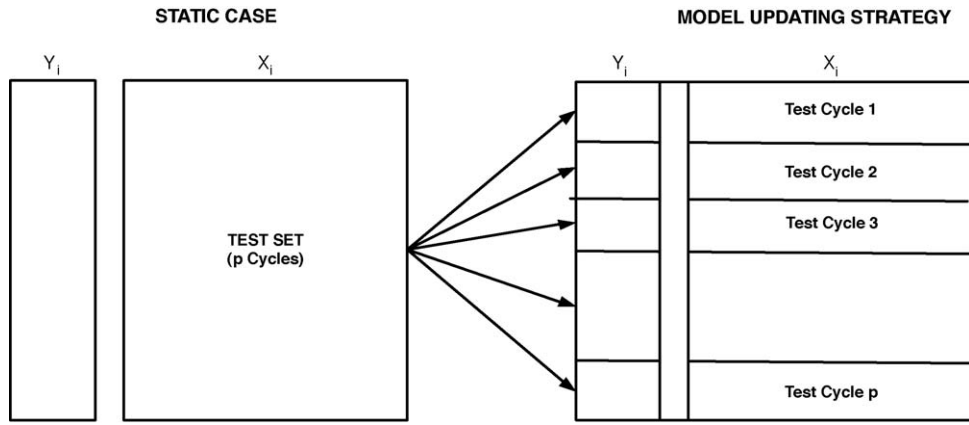 STATIC CASE
MODEL UPDATING STRATEGY
Yi
Xi
Yi
Xi
Test Cycle 1
Test Cycle 2
Test Cycle 3
TEST SET
(p Cycles)
Test Cycle p